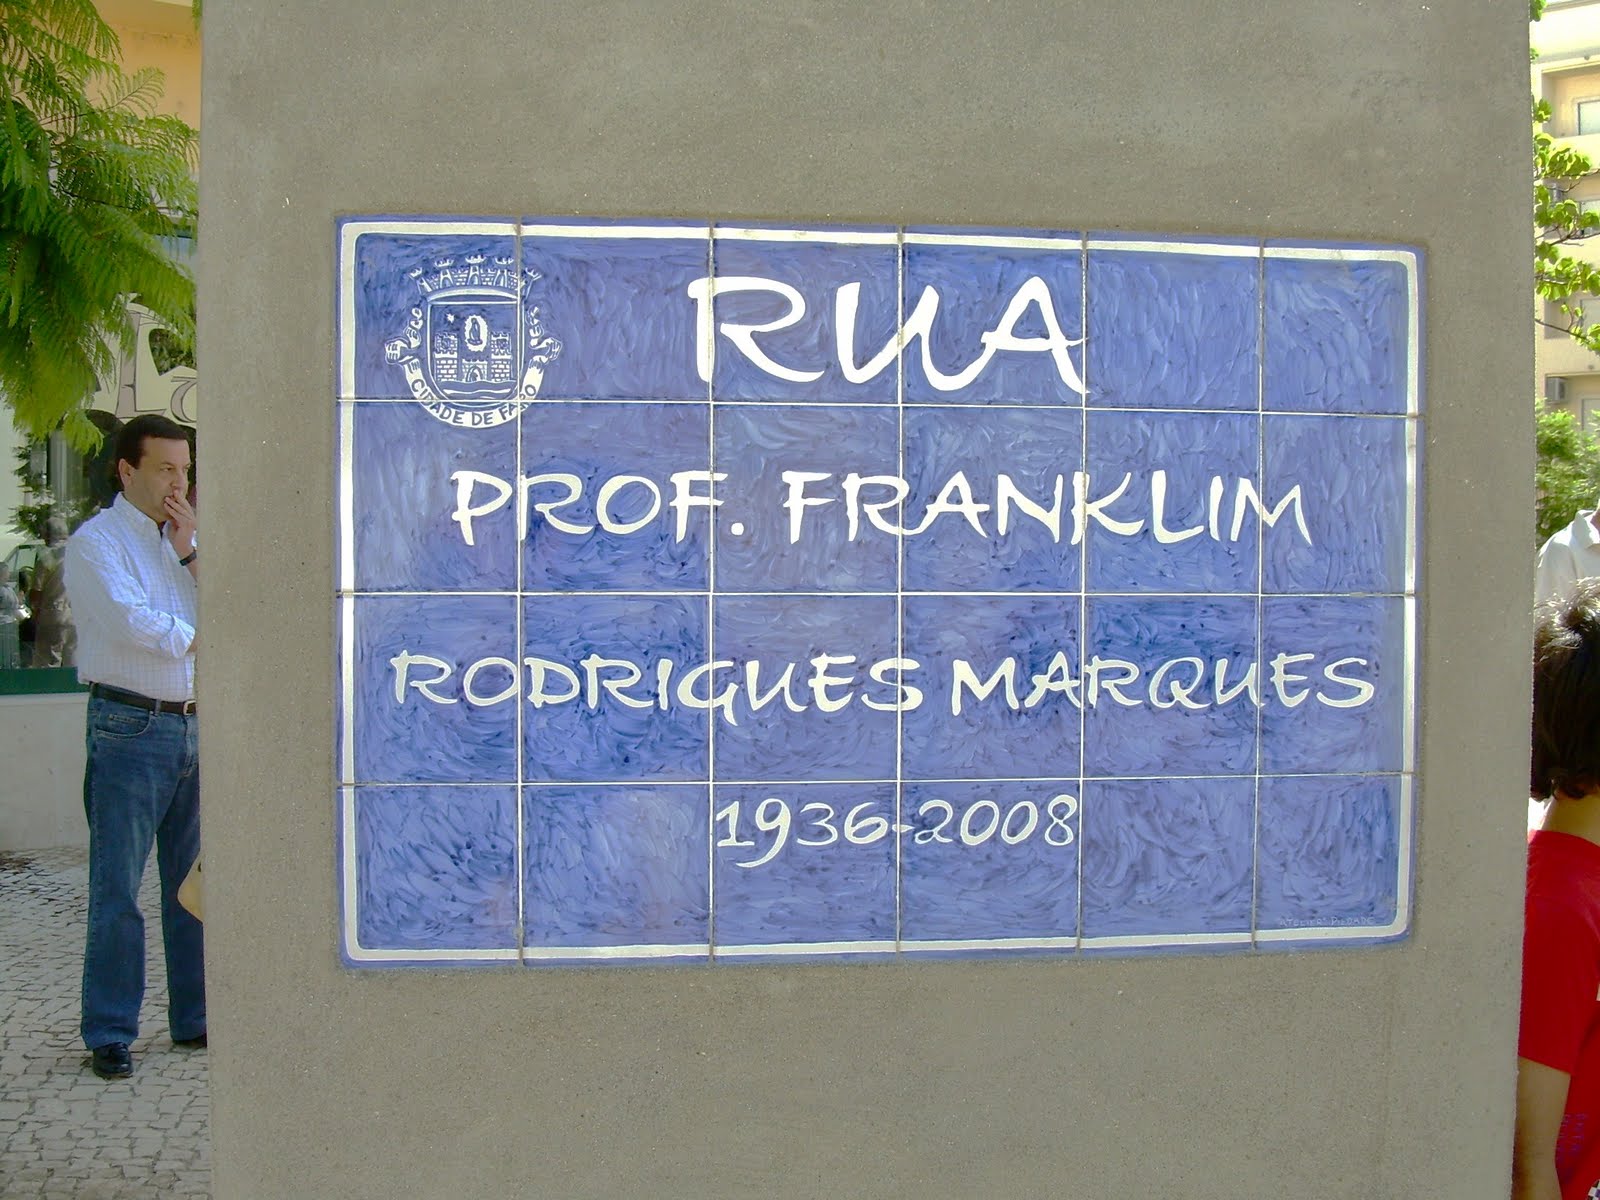 RUA
CIDADE DE FARO
PROF. FRANKLIM
RODRIGUES MARQUES
1936-2008